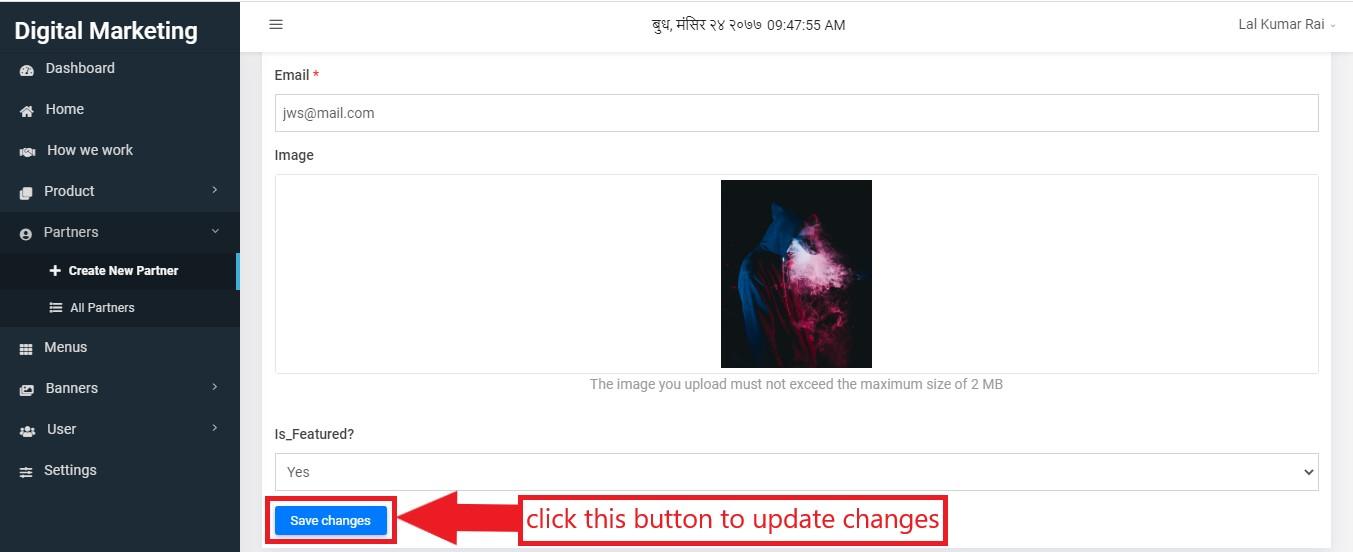 Digital Marketing
बुध, मंसिर २४ २०७७ 09:47:55 AM
Lal Kumar Rai
Dashboard
Home
How we work
Product
Partners
Create New Partner
All Partners
Menus
Banners
User
Settings
Email *
jws@mail.com
Image
The image you upload must not exceed the maximum size of 2 MB
Is_Featured?
Yes
Save changes
click this button to update changes